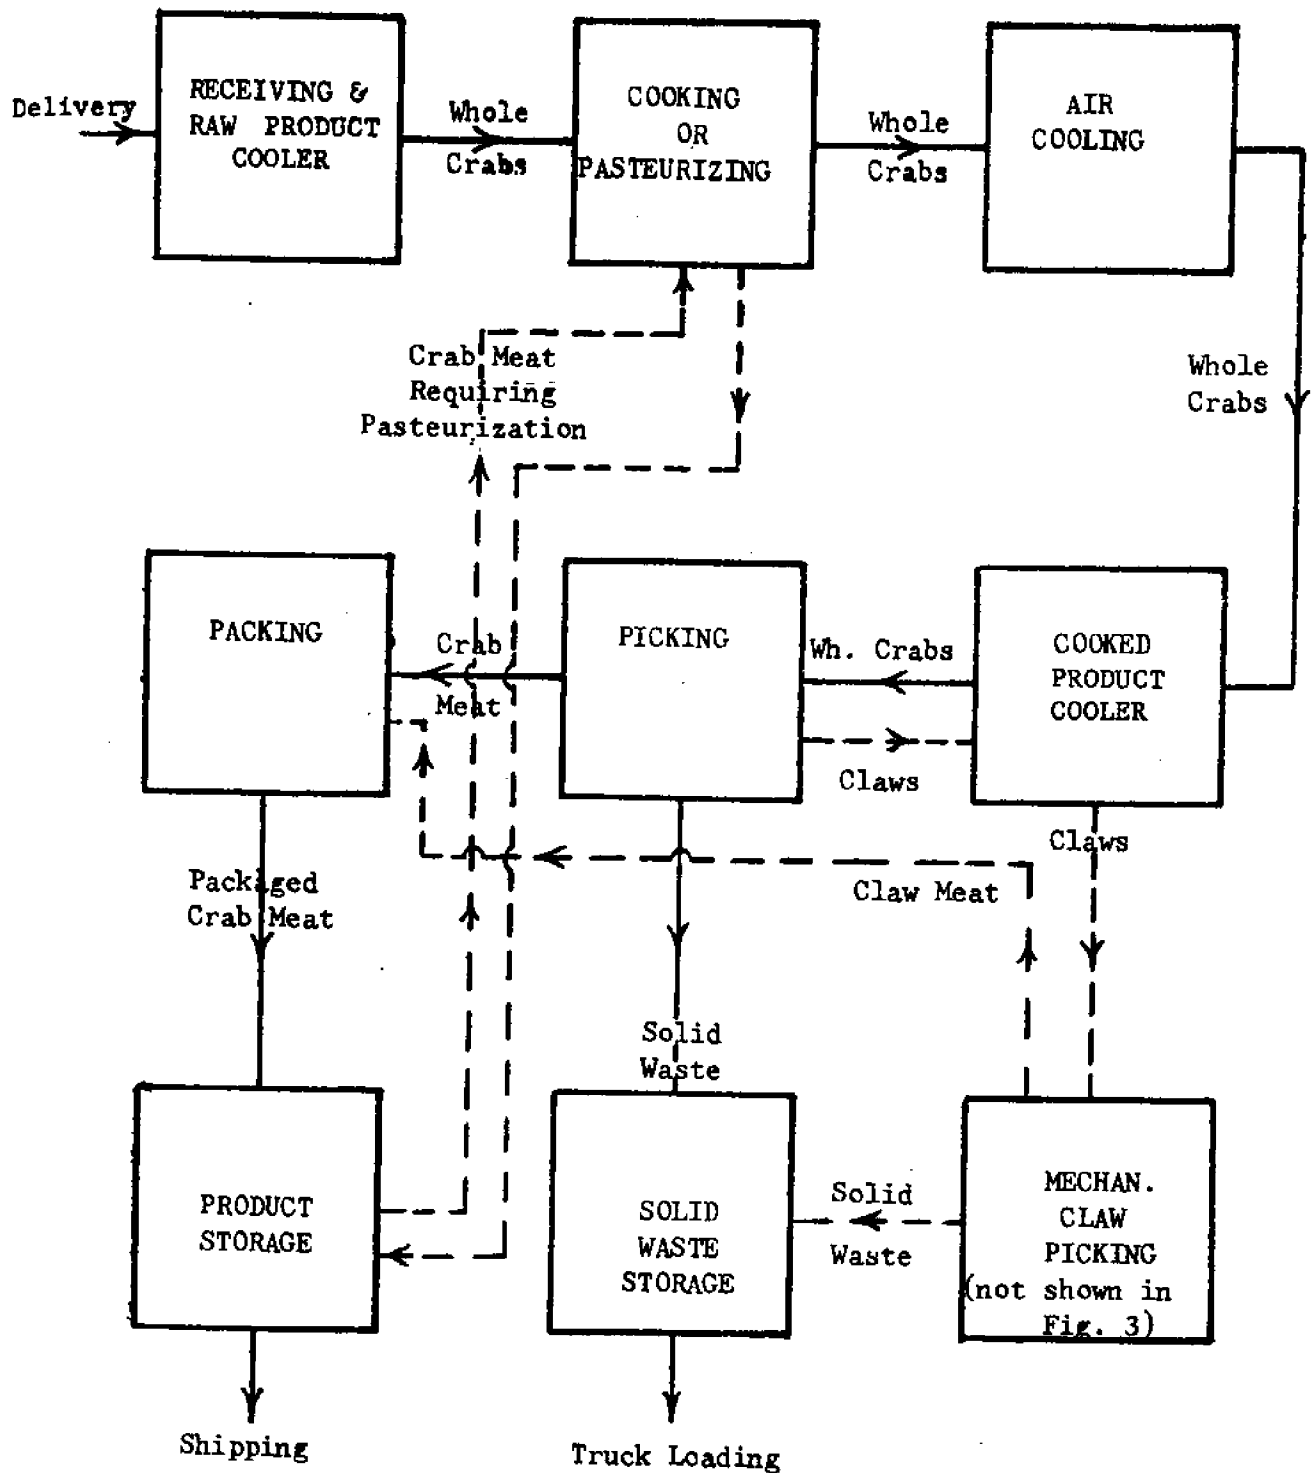 Delivery
RECEIVING &
RAW PRODUCT
COOLER
Whole
Crabs
COOKING
OR
PASTEURIZING
Whole
Crabs
AIR
COOLING
Crab Meat
Requiring
Pasteurization
Whole
Crabs
PACKING
Crab
Meat
PICKING
Wh. Crabs
Claws
COOKED
PRODUCT
COOLER
Packaged
Crab Meat
Claw Meat
Claws
Solid
Waste
PRODUCT
STORAGE
SOLID
WASTE
STORAGE
Solid
Waste
MECHAN.
CLAW
PICKING
(not shown in
Fig. 3)
Shipping
Truck Loading